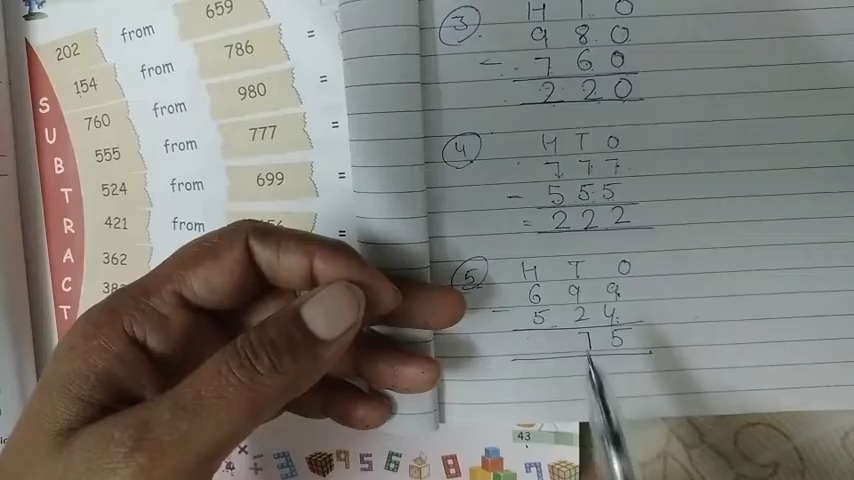 SUBTRACT
202 from 659 =
154 from 786 =
760 from 980 =
555 from 777 =
524 from 699 =
421 from
362
3 H T O
9 8 0
- 7 6 0
2 2 0
4 H T O
7 7 7
- 5 5 5
= 2 2 2
5 H T O
6 9 9
- 5 2 4
7 5
43